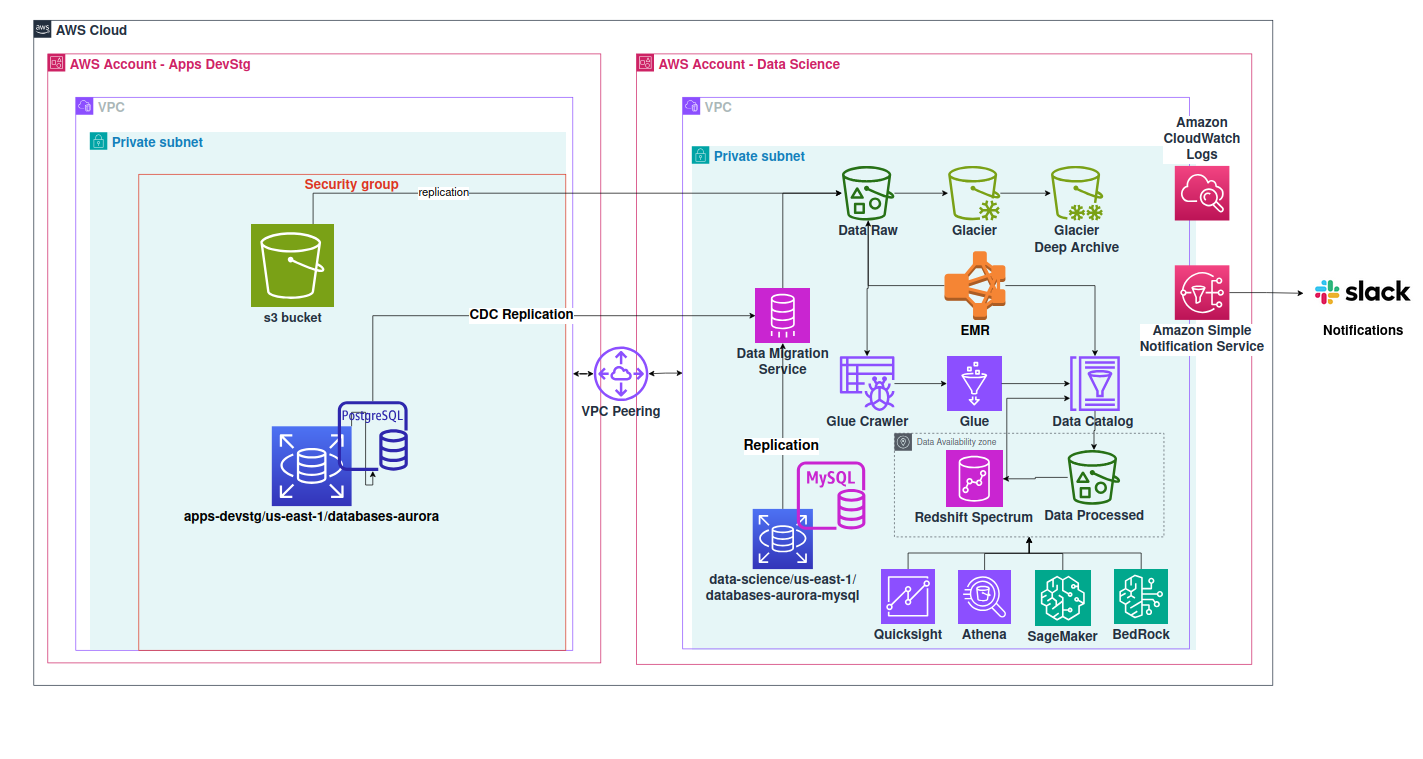 aws
AWS Cloud
AWS Account - Apps DevStg
VPC
Private subnet
Security group
replication
s3 bucket
CDC Replication
PostgreSQL
apps-devstg/us-east-1/databases-aurora
VPC Peering
AWS Account - Data Science
VPC
Private subnet
Amazon
CloudWatch
Logs
Data Raw
Glacier
Glacier
Deep Archive
EMR
Data Migration
Service
Amazon Simple
Notification Service
slack
Notifications
Glue Crawler
Glue
Data Catalog
Replication
Data Availability zone
MySQL
Redshift Spectrum
Data Processed
data-science/us-east-1/
databases-aurora-mysql
Quicksight
Athena
SageMaker
BedRock